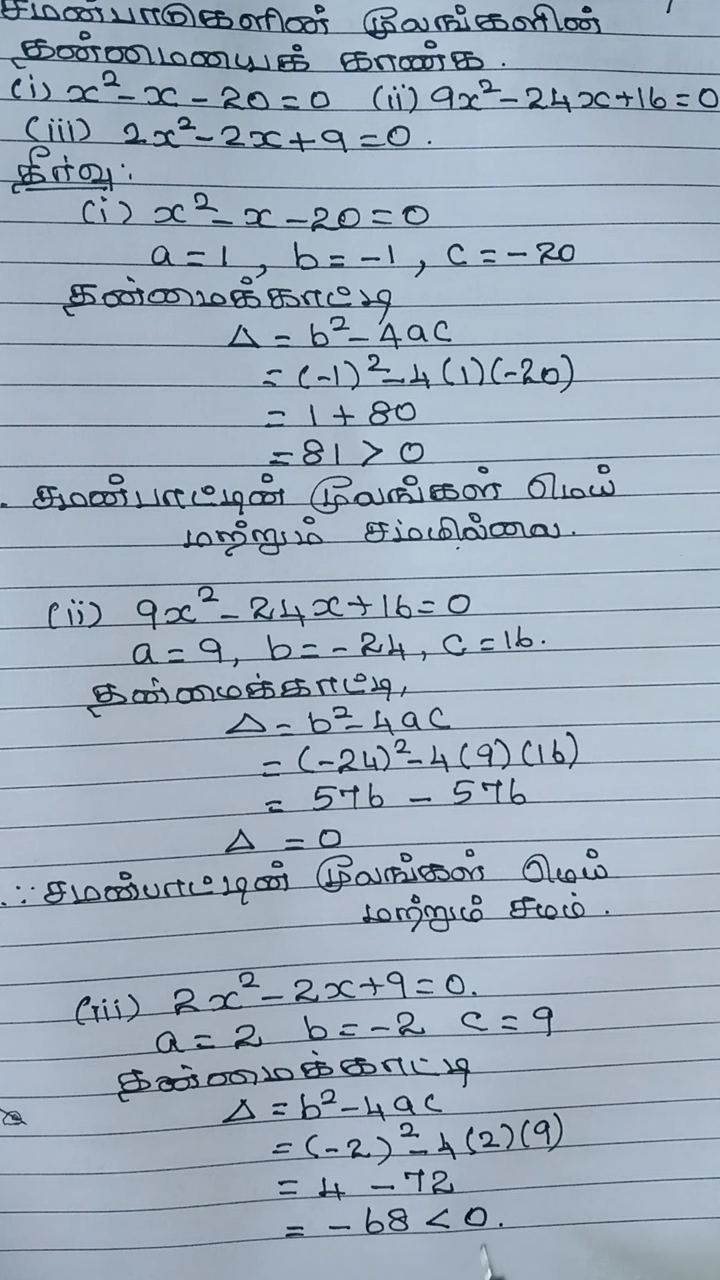 சமன்பாடுகளின் மூலங்களின்
தன்மையைக் காண்க.
(i) x² - x - 20 = 0 (ii) 9x² - 24x + 16 = 0
(iii) 2x² - 2x + 9 = 0.
தீர்வு:
(i) x² - x - 20 = 0
a = 1, b = -1, c = -20
தன்மைக்காட்டி
Δ = b² - 4ac
= (-1)² - 4(1)(-20)
= 1 + 80
= 81 > 0
சமன்பாட்டின் மூலங்கள் மெய்
மற்றும் சமமில்லை.
(ii) 9x² - 24x + 16 = 0
a = 9, b = -24, c = 16.
தன்மைக்காட்டி,
Δ = b² - 4ac
= (-24)² - 4(9)(16)
= 576 - 576
Δ = 0
∴ சமன்பாட்டின் மூலங்கள் மெய்
மற்றும் சமம்.
(iii) 2x² - 2x + 9 = 0.
a = 2 b = -2 c = 9
தன்மைக்காட்டி
Δ = b² - 4ac
= (-2)² - 4(2)(9)
= 4 - 72
= -68 < 0.